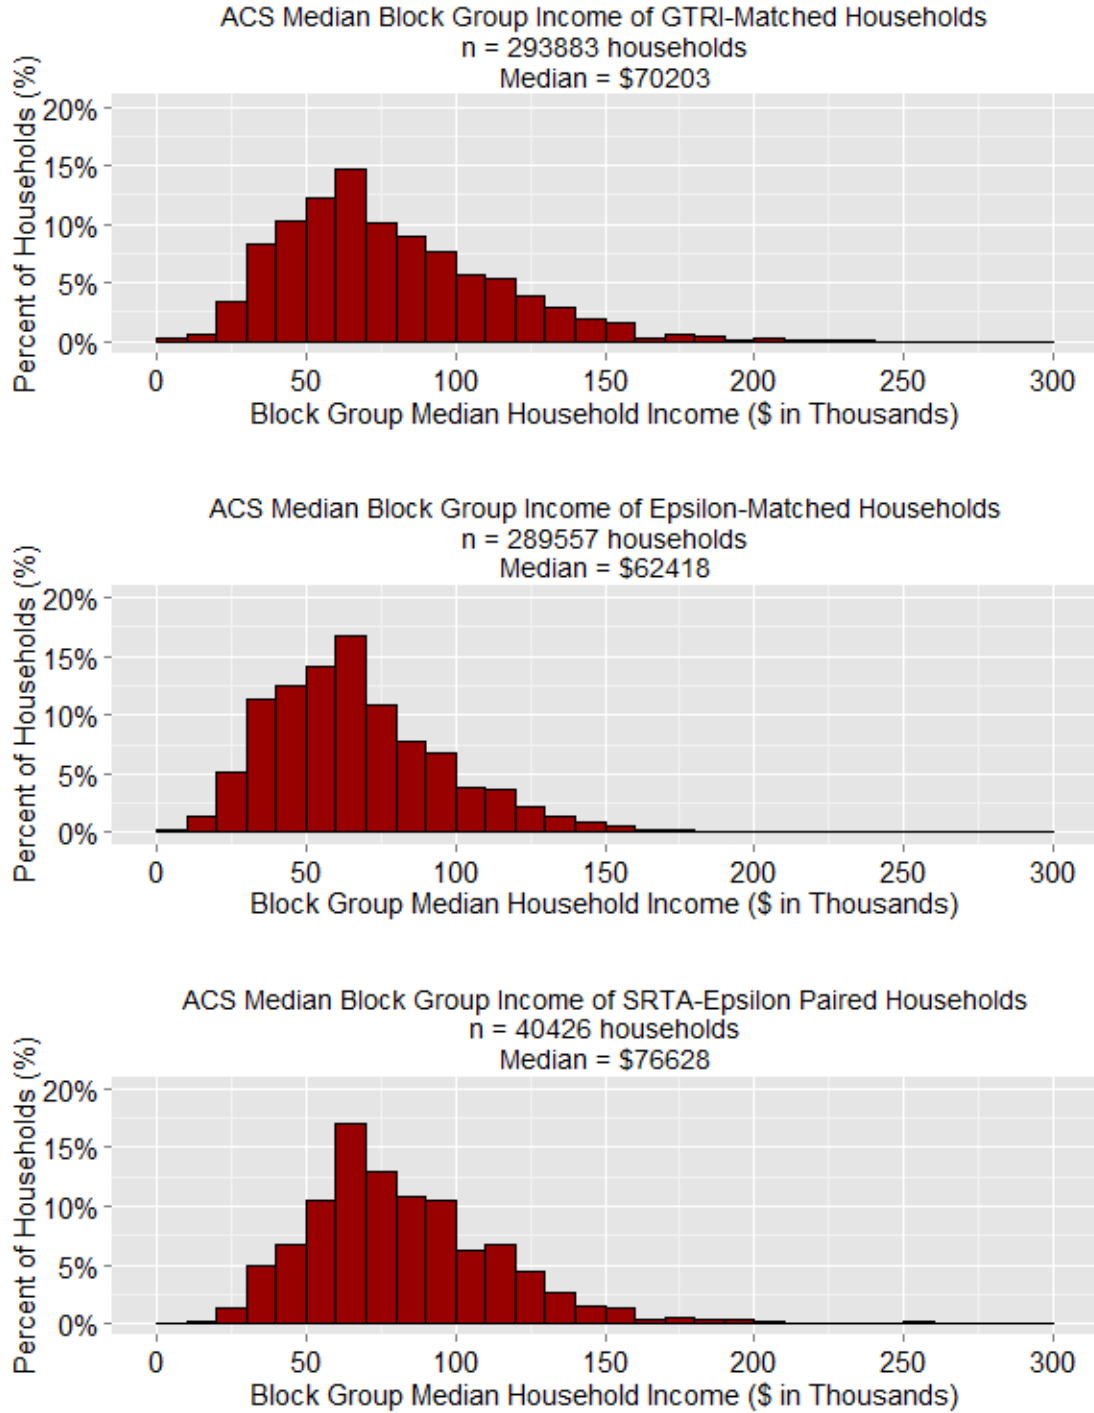 ACS Median Block Group Income of GTRI-Matched Households
n = 293883 households
Median = $70203
Percent of Households (%)
20%
15%
10%
5%
0%
0 50 100 150 200 250 300
Block Group Median Household Income ($ in Thousands)
ACS Median Block Group Income of Epsilon-Matched Households
n = 289557 households
Median = $62418
Percent of Households (%)
20%
15%
10%
5%
0%
0 50 100 150 200 250 300
Block Group Median Household Income ($ in Thousands)
ACS Median Block Group Income of SRTA-Epsilon Paired Households
n = 40426 households
Median = $76628
Percent of Households (%)
20%
15%
10%
5%
0%
0 50 100 150 200 250 300
Block Group Median Household Income ($ in Thousands)